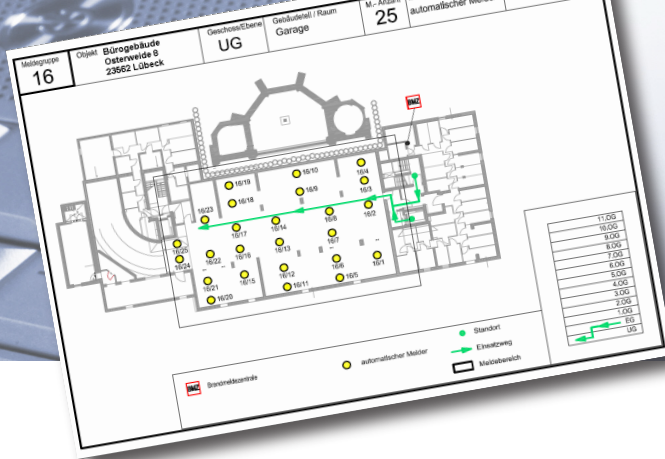 Meldegruppe
16
Objekt Bürogebäude
Osterweide 8
23562 Lübeck
Geschoss/Ebene
UG
Gebäudeteil / Raum
Garage
M.- Anzahl
25
automatischer Melder
BMZ
16/19
16/10
16/4
16/18
16/9
16/3
16/23
16/17
16/14
16/8
16/2
16/25
16/24
16/22
16/16
16/13
16/7
16/21
16/15
16/12
16/6
16/1
16/20
16/11
16/5
11.OG
10.OG
9.OG
8.OG
7.OG
6.OG
5.OG
4.OG
3.OG
2.OG
1.OG
EG
UG
BMZ Brandmeldezentrale
automatischer Melder
Standort
Einsatzweg
Meldebereich